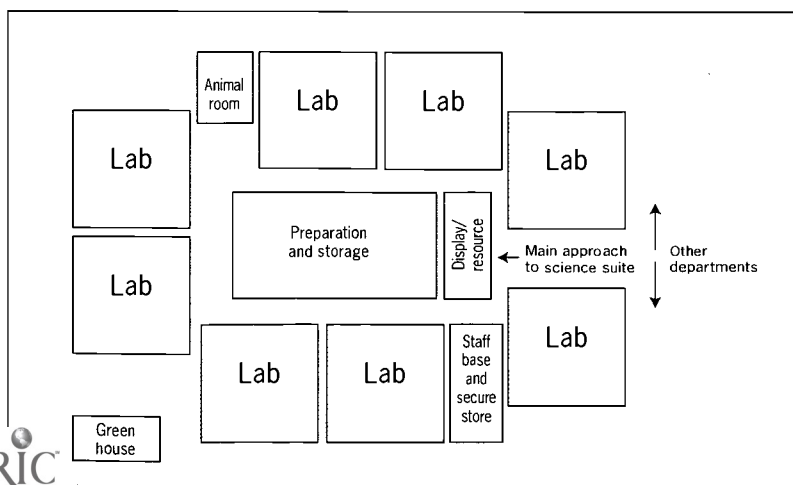 Animal
room
Lab
Lab
Lab
Lab
Preparation
and storage
Display/
resource
Main approach
to science suite
Other
departments
Lab
Lab
Lab
Staff
base
and
secure
store
Lab
Green
house
RIC